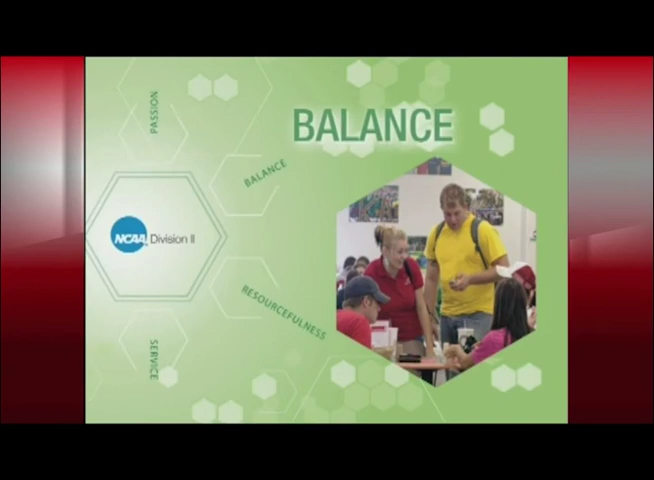 BALANCE
PASSION
BALANCE
NCAA Division II
RESOURCEFULNESS
SERVICE